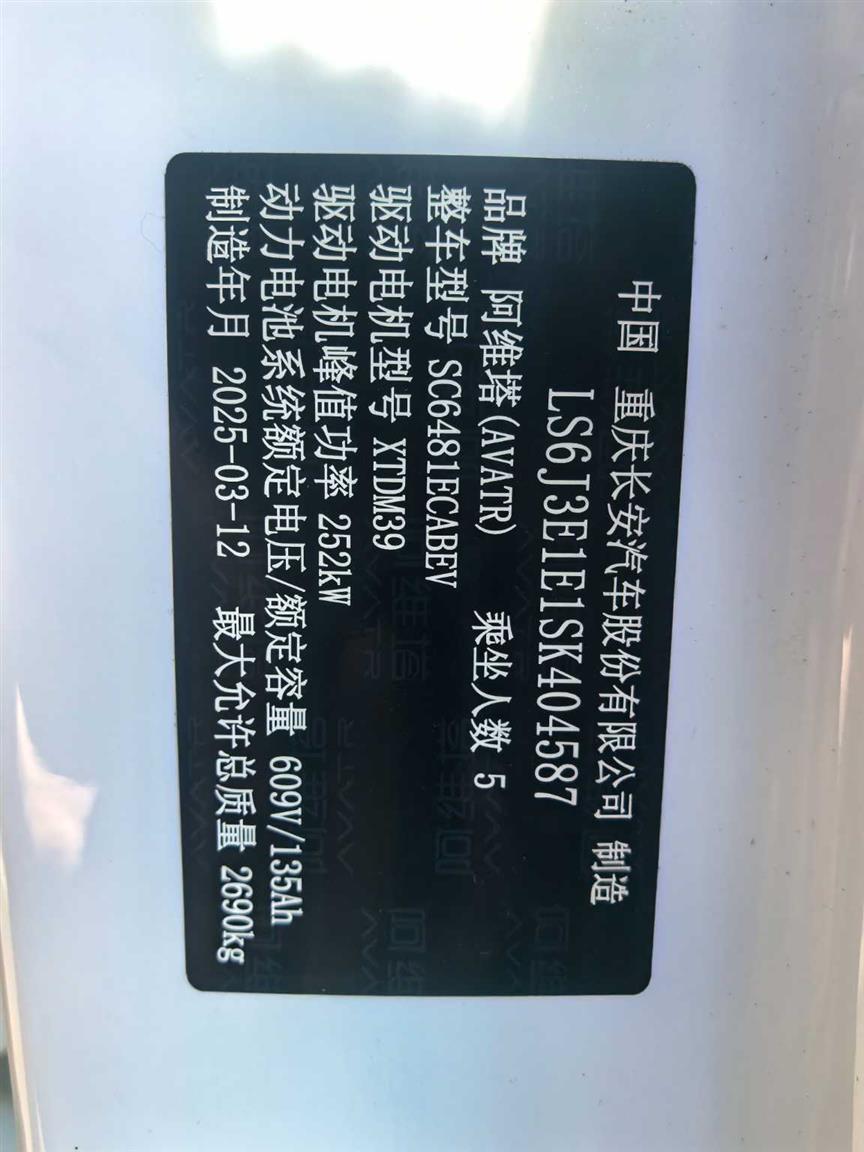 中国 重庆长安汽车股份有限公司 制造
LS6J3E1E1SK404587
品牌 阿维塔(AVATR) 乘坐人数 5
整车型号 SC6481ECABEV
驱动电机型号 XTDM39
驱动电机峰值功率 252kW
动力电池系统额定电压/额定容量 609V/135Ah
制造年月 2025-03-12 最大允许总质量 2690kg